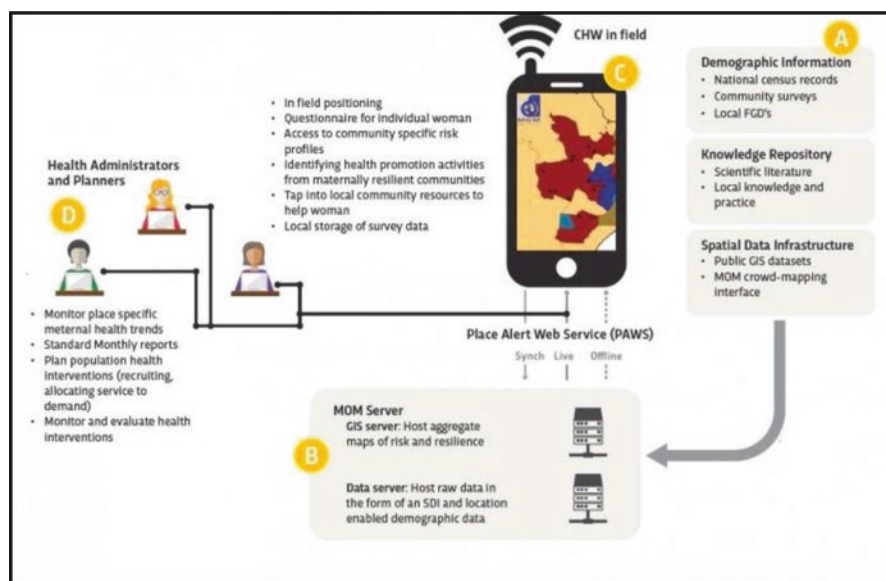 CHW in field
A
C
Demographic Information
• National census records
• Community surveys
• Local FGD's
Knowledge Repository
• Scientific literature
• Local knowledge and
practice
Spatial Data Infrastructure
• Public GIS datasets
• MOM crowd-mapping
interface
• In field positioning
• Questionnaire for individual woman
• Access to community specific risk
profiles
• Identifying health promotion activities
from maternally resilient communities
• Tap into local community resources to
help woman
• Local storage of survey data
Health Administrators
and Planners
D
• Monitor place specific
meternal health trends
• Standard Monthly reports
• Plan population health
interventions (recruiting,
allocating service to
demand)
• Monitor and evaluate health
interventions
Place Alert Web Service (PAWS)
Synch Live Offline
MOM Server
GIS server: Host aggregate
maps of risk and resilience
B
Data server: Host raw data in
the form of an SDI and location
enabled demographic data